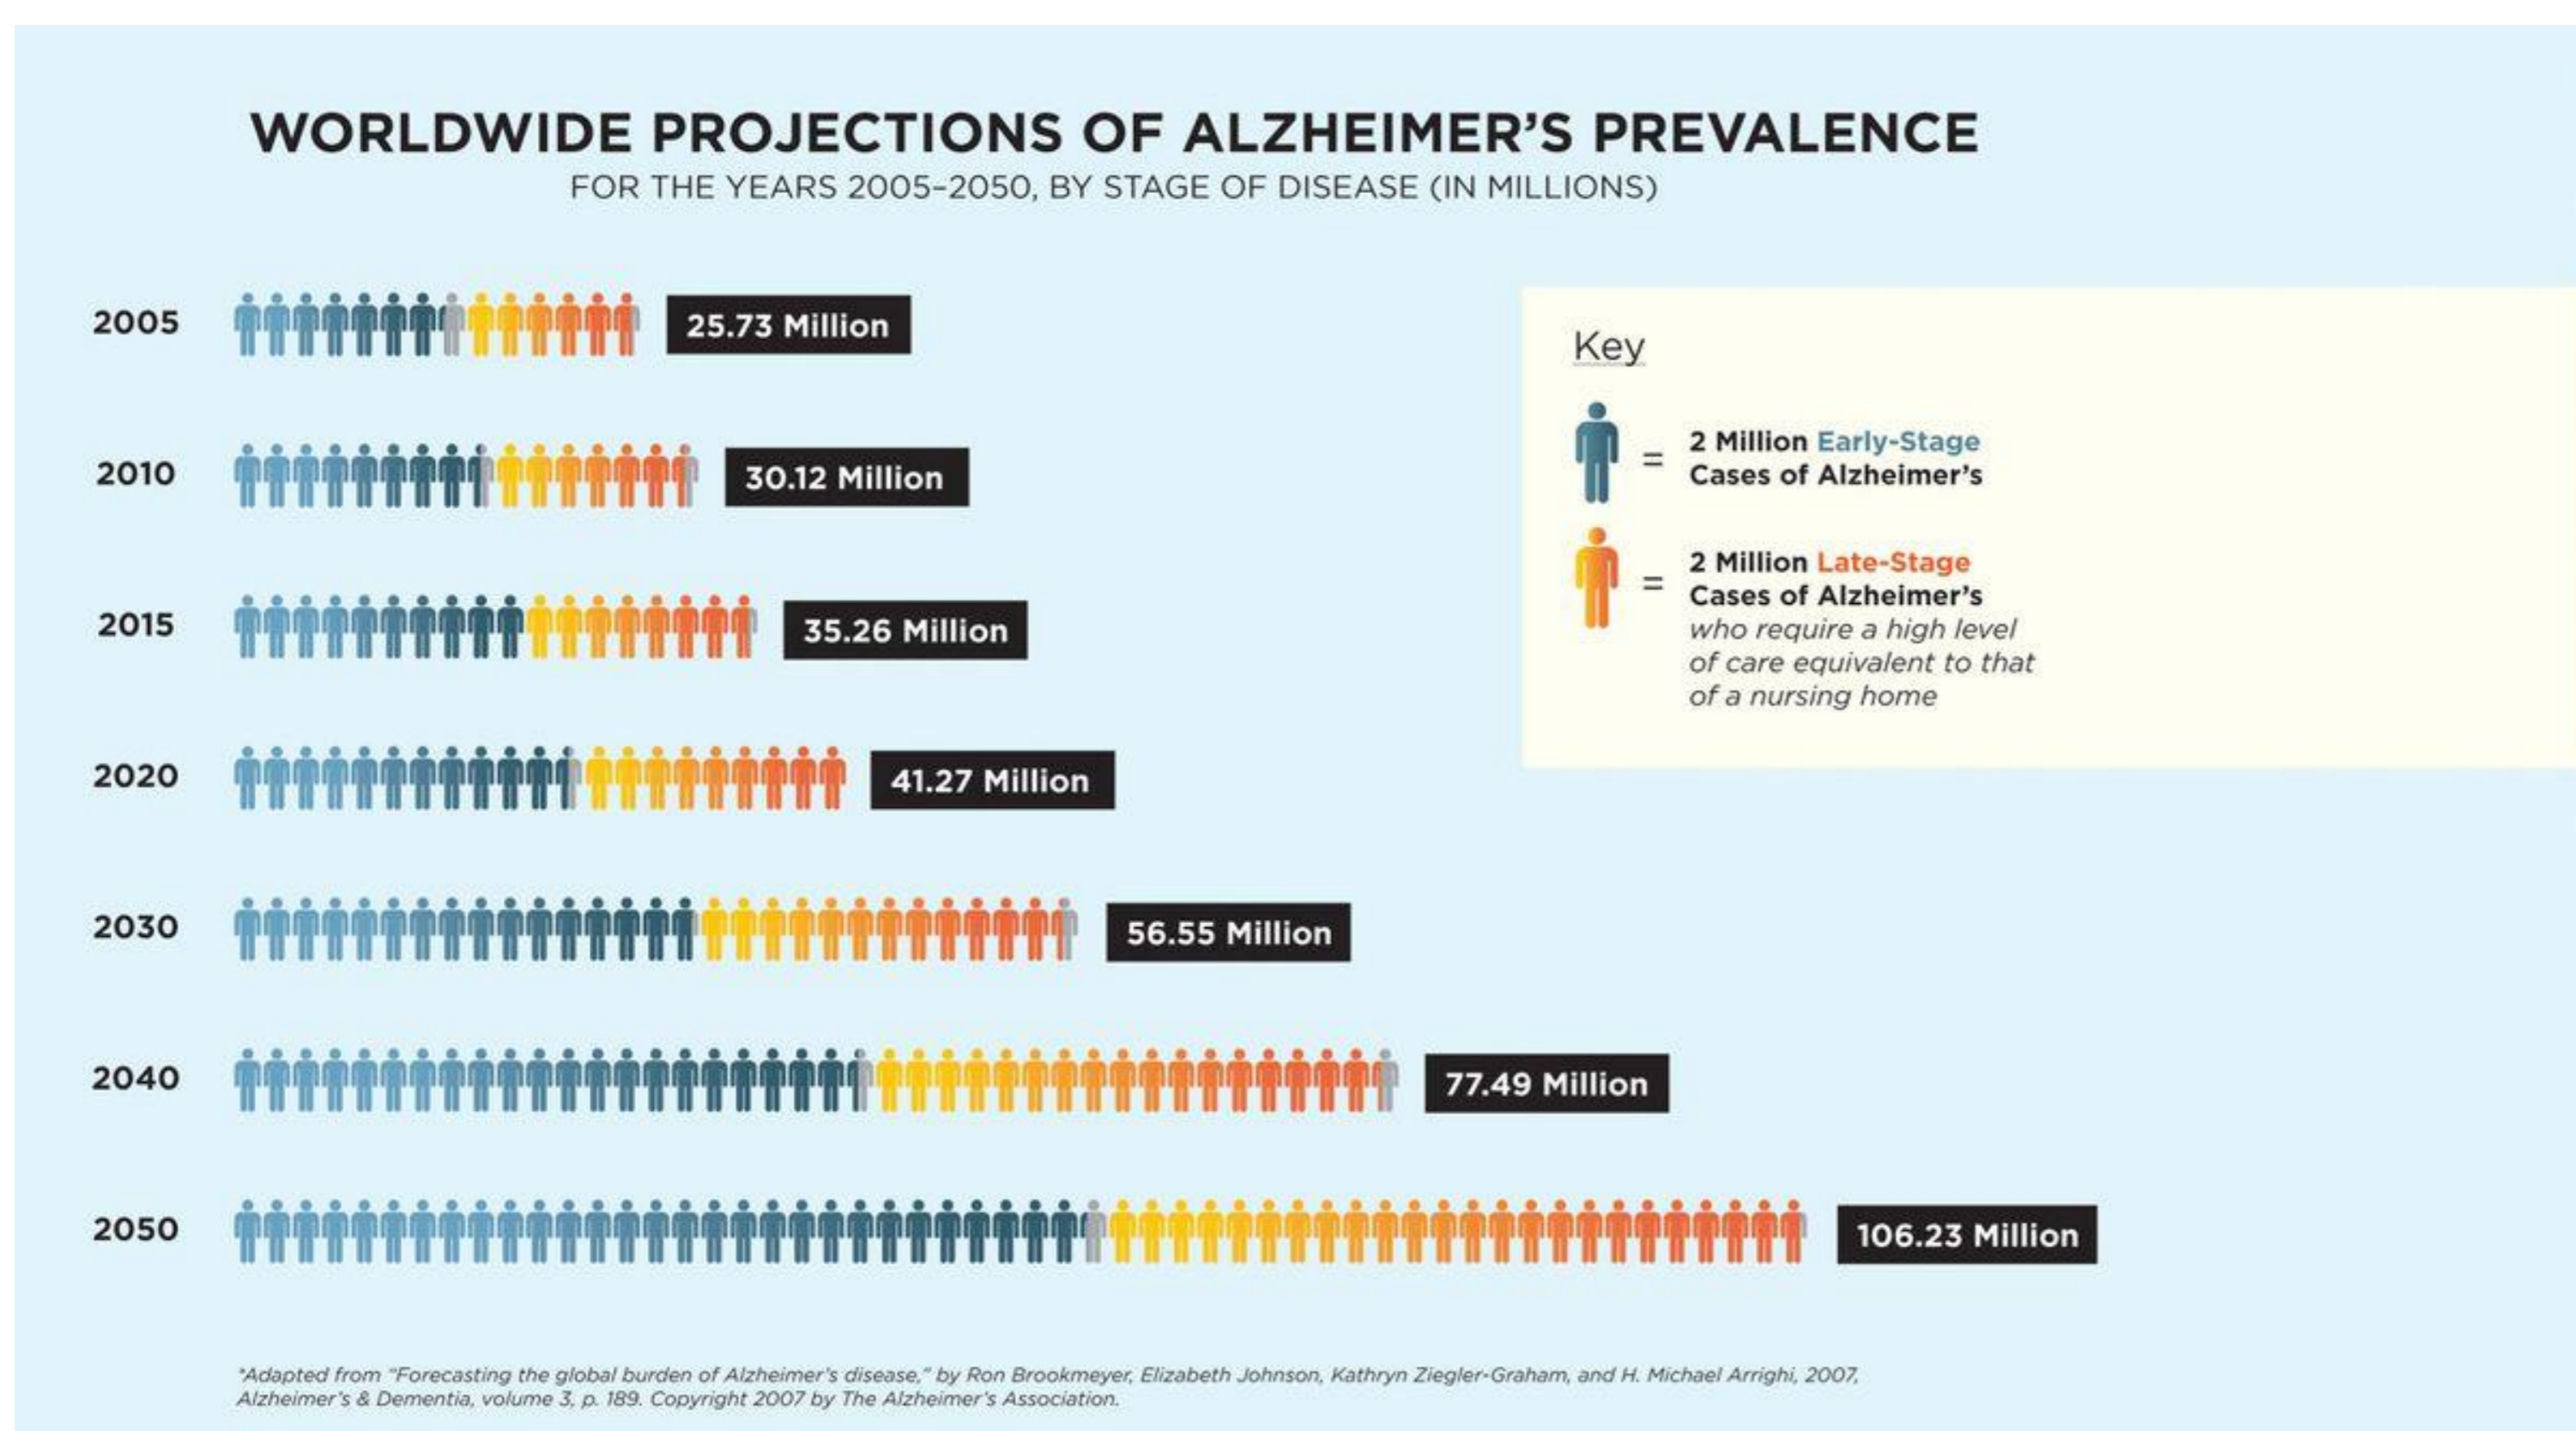 WORLDWIDE PROJECTIONS OF ALZHEIMER'S PREVALENCE
FOR THE YEARS 2005–2050, BY STAGE OF DISEASE (IN MILLIONS)
2005
25.73 Million
2010
30.12 Million
2015
35.26 Million
2020
41.27 Million
2030
56.55 Million
2040
77.49 Million
2050
106.23 Million
Key
= 2 Million Early-Stage
Cases of Alzheimer's
= 2 Million Late-Stage
Cases of Alzheimer's
who require a high level
of care equivalent to that
of a nursing home
*Adapted from "Forecasting the global burden of Alzheimer's disease," by Ron Brookmeyer, Elizabeth Johnson, Kathryn Ziegler-Graham, and H. Michael Arrighi, 2007,
Alzheimer's & Dementia, volume 3, p. 189. Copyright 2007 by The Alzheimer's Association.